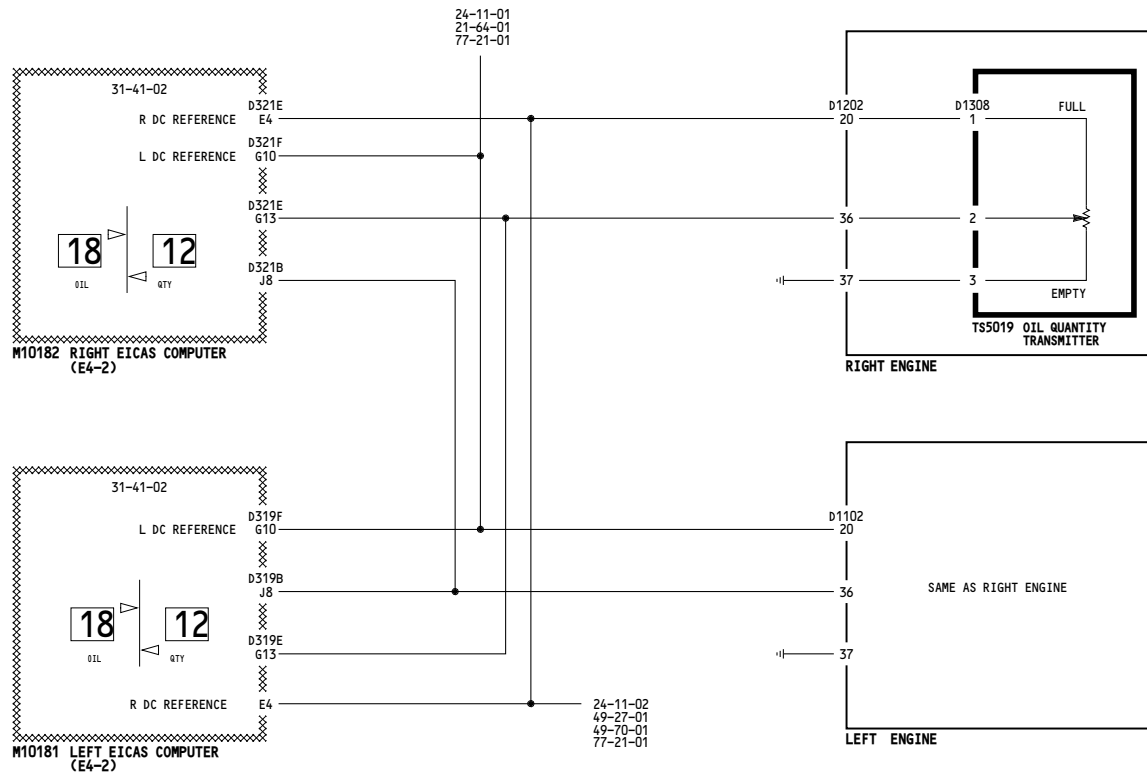 24-11-01
21-64-01
77-21-01
31-41-02
D321E
R DC REFERENCE E4
D321F
L DC REFERENCE G10
D321E
G13
18 12
OIL QTY
D321B
J8
M10182 RIGHT EICAS COMPUTER
(E4-2)
D1202 D1308
20 1 FULL
36 2
37 3
EMPTY
TS5019 OIL QUANTITY
TRANSMITTER
RIGHT ENGINE
31-41-02
D319F
L DC REFERENCE G10
D319B
J8
18 12
OIL QTY
D319E
G13
R DC REFERENCE E4
M10181 LEFT EICAS COMPUTER
(E4-2)
24-11-02
49-27-01
49-70-01
77-21-01
D1102
20
36 SAME AS RIGHT ENGINE
37
LEFT ENGINE